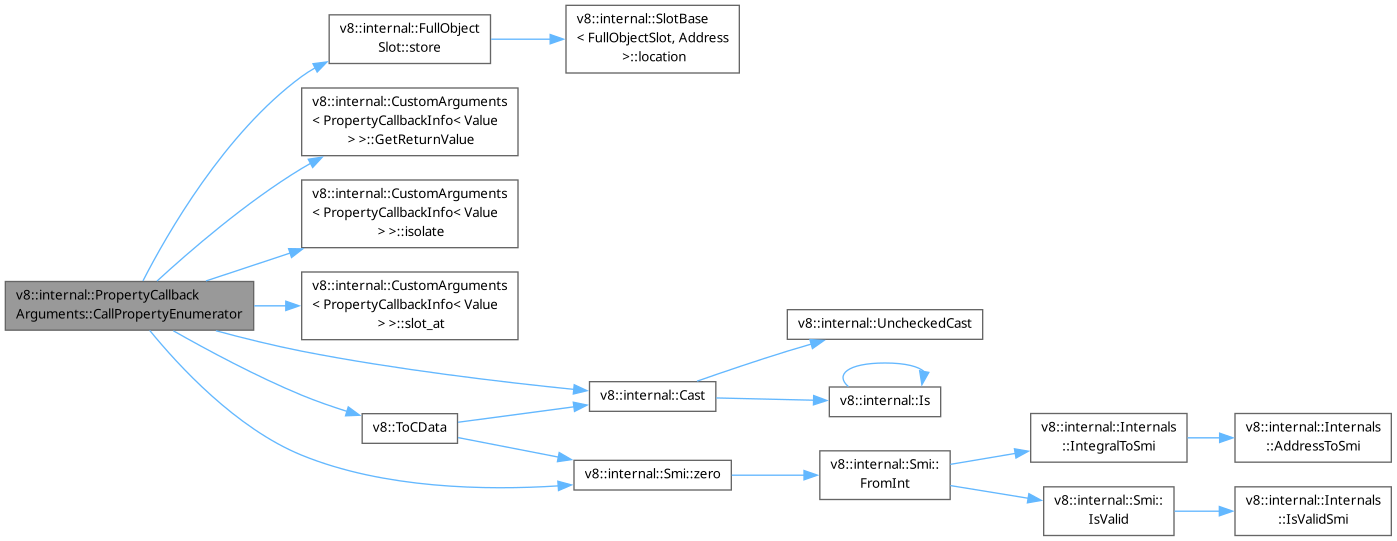 v8::internal::PropertyCallback
Arguments::CallPropertyEnumerator
v8::internal::FullObject
Slot::store
v8::internal::SlotBase
< FullObjectSlot, Address
>::location
v8::internal::CustomArguments
< PropertyCallbackInfo< Value
> >::GetReturnValue
v8::internal::CustomArguments
< PropertyCallbackInfo< Value
> >::isolate
v8::internal::CustomArguments
< PropertyCallbackInfo< Value
> >::slot_at
v8::internal::Cast
v8::internal::UncheckedCast
v8::internal::Is
v8::ToCData
v8::internal::Smi::zero
v8::internal::Smi::
FromInt
v8::internal::Internals
::IntegralToSmi
v8::internal::Internals
::AddressToSmi
v8::internal::Smi::
IsValid
v8::internal::Internals
::IsValidSmi